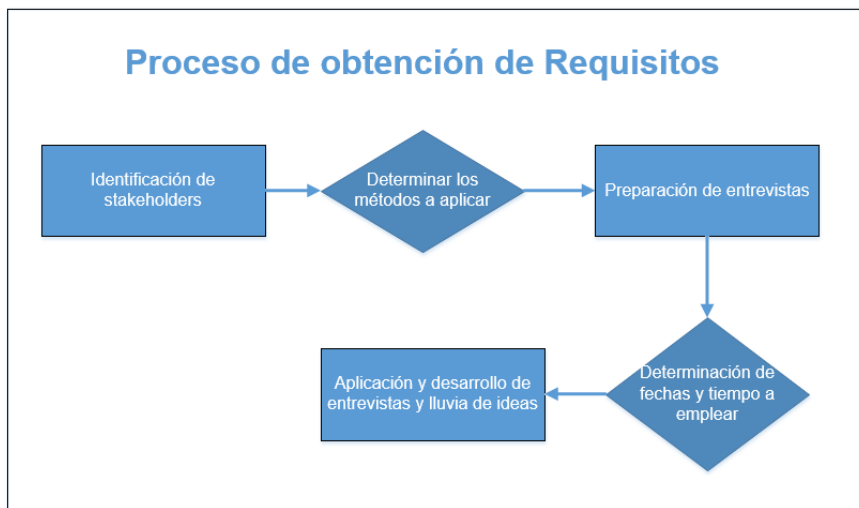 Proceso de obtención de Requisitos
Identificación de
stakeholders
Determinar los
métodos a aplicar
Preparación de entrevistas
Determinación de
fechas y tiempo a
emplear
Aplicación y desarrollo de
entrevistas y lluvia de ideas